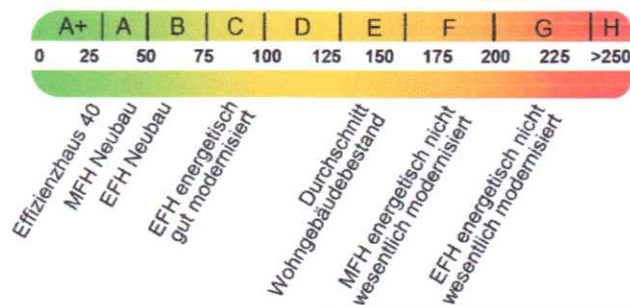 A+ A B C D E F G H
0 25 50 75 100 125 150 175 200 225 >250
Effizienzhaus 40
MFH Neubau
EFH Neubau
EFH energetisch
gut modernisiert
Durchschnitt
Wohngebäudebestand
MFH energetisch nicht
wesentlich modernisiert
EFH energetisch nicht
wesentlich modernisiert